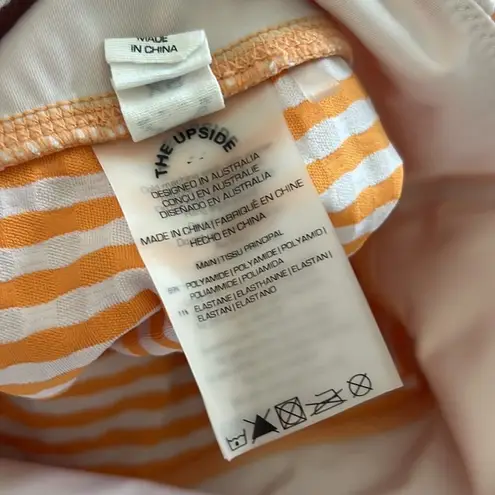 MADE
IN CHINA
THE UPSIDE
DESIGNED IN AUSTRALIA
CONÇU EN AUSTRALIE
DISEÑADO EN AUSTRALIA
MADE IN CHINA | FABRIQUÉ EN CHINE
HECHO EN CHINA
MAIN | TISSU PRINCIPAL
POLYAMIDE | POLYAMIDE | POLYAMID |
POLIAMMIDE | POLIAMIDA
ELASTANE | ELASTHANNE | ELASTAN |
ELASTAN | ELASTANO